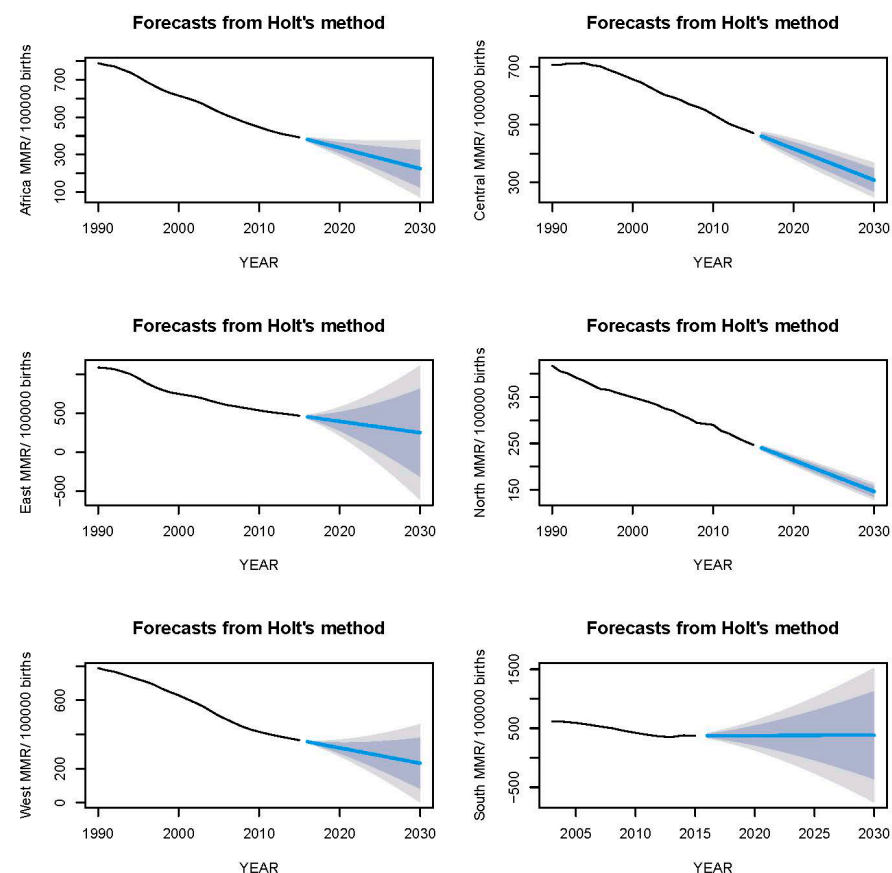 Forecasts from Holt's method
Africa MMR/ 100000 births
700
500
300
100
1990 2000 2010 2020 2030
YEAR
Forecasts from Holt's method
Central MMR/ 100000 births
700
500
300
1990 2000 2010 2020 2030
YEAR
Forecasts from Holt's method
East MMR/ 100000 births
500
0
−500
1990 2000 2010 2020 2030
YEAR
Forecasts from Holt's method
North MMR/ 100000 births
350
250
150
1990 2000 2010 2020 2030
YEAR
Forecasts from Holt's method
West MMR/ 100000 births
600
200
0
1990 2000 2010 2020 2030
YEAR
Forecasts from Holt's method
South MMR/ 100000 births
1500
500
−500
2005 2010 2015 2020 2025 2030
YEAR